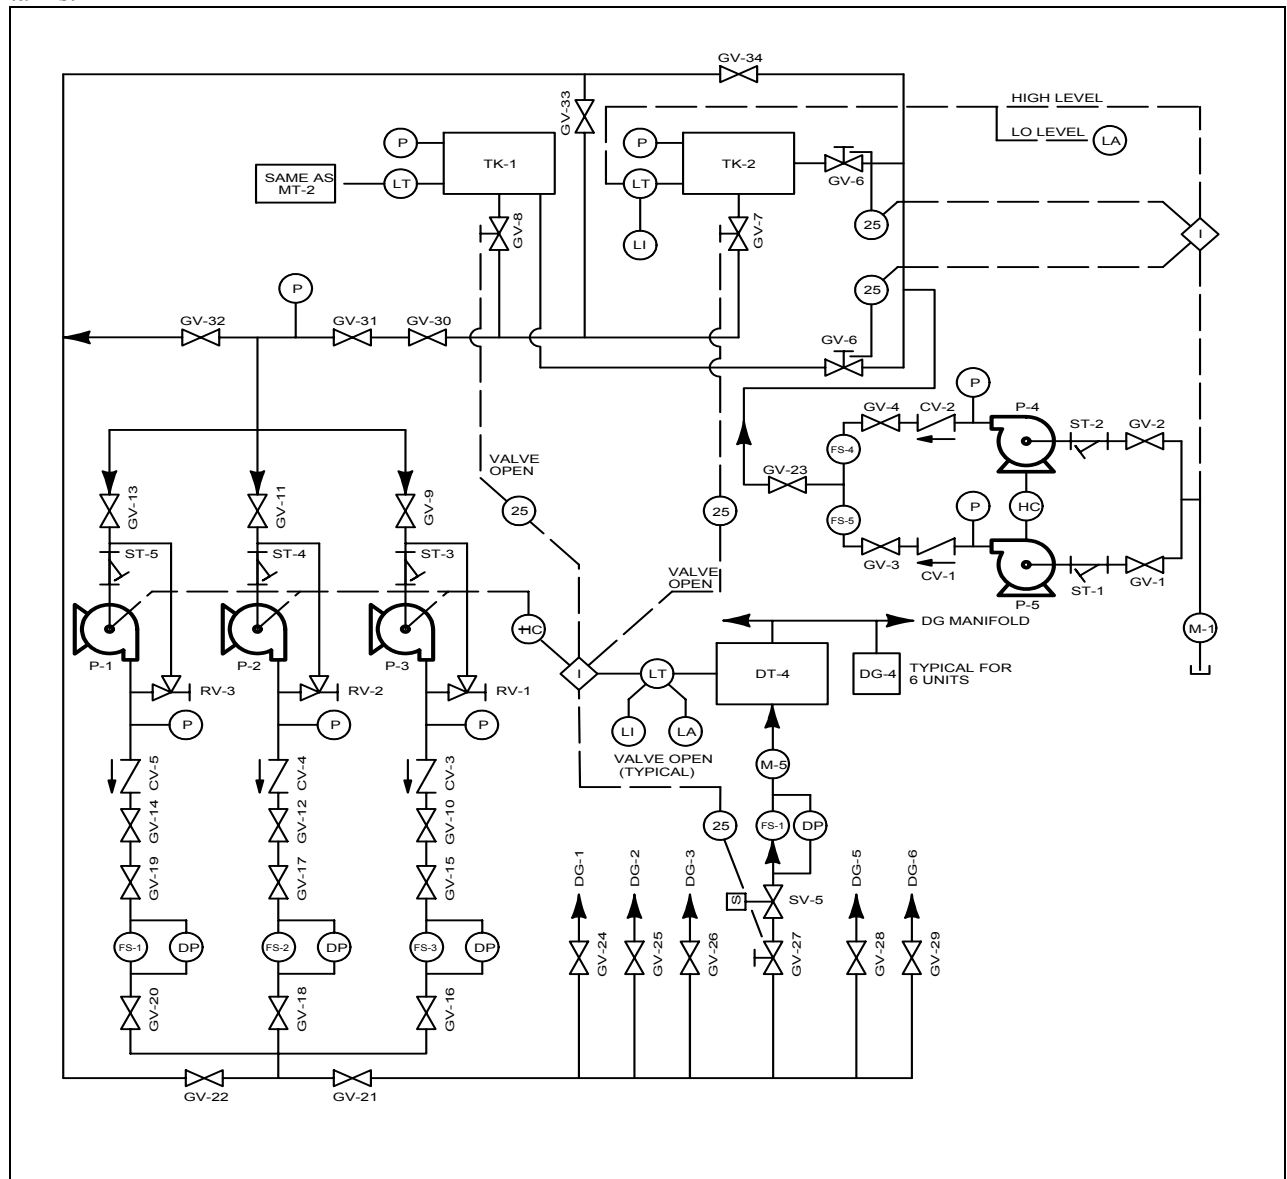 GV-34
GV-33
HIGH LEVEL
LO LEVEL
LA
P
TK-1
P
TK-2
SAME AS
MT-2
LT
LT
GV-6
GV-8
GV-7
LI
25
I
25
P
GV-32
GV-31
GV-30
GV-6
P
GV-4
CV-2
P-4
ST-2
GV-2
FS-4
VALVE
OPEN
GV-23
GV-13
GV-11
GV-9
25
25
P
HC
FS-5
GV-3
CV-1
ST-1
GV-1
P-5
ST-5
ST-4
ST-3
VALVE
OPEN
HC
DG MANIFOLD
M-1
P-1
P-2
P-3
I
LT
DT-4
DG-4
TYPICAL FOR
6 UNITS
RV-3
RV-2
RV-1
P
P
P
LI
LA
VALVE OPEN
(TYPICAL)
M-5
CV-5
CV-4
CV-3
GV-14
GV-12
GV-10
25
FS-1
DP
GV-19
GV-17
GV-15
DG-1
DG-2
DG-3
DG-5
DG-6
S
SV-5
FS-1
DP
FS-2
DP
FS-3
DP
GV-24
GV-25
GV-26
GV-27
GV-28
GV-29
GV-20
GV-18
GV-16
GV-22
GV-21